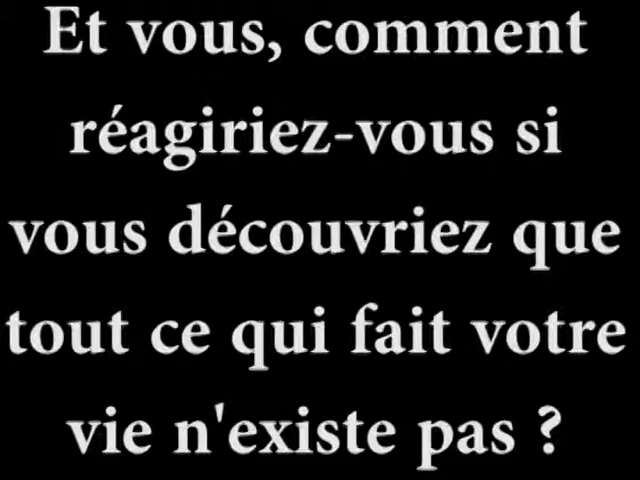 Et vous, comment
réagiriez-vous si
vous découvriez que
tout ce qui fait votre
vie n'existe pas ?